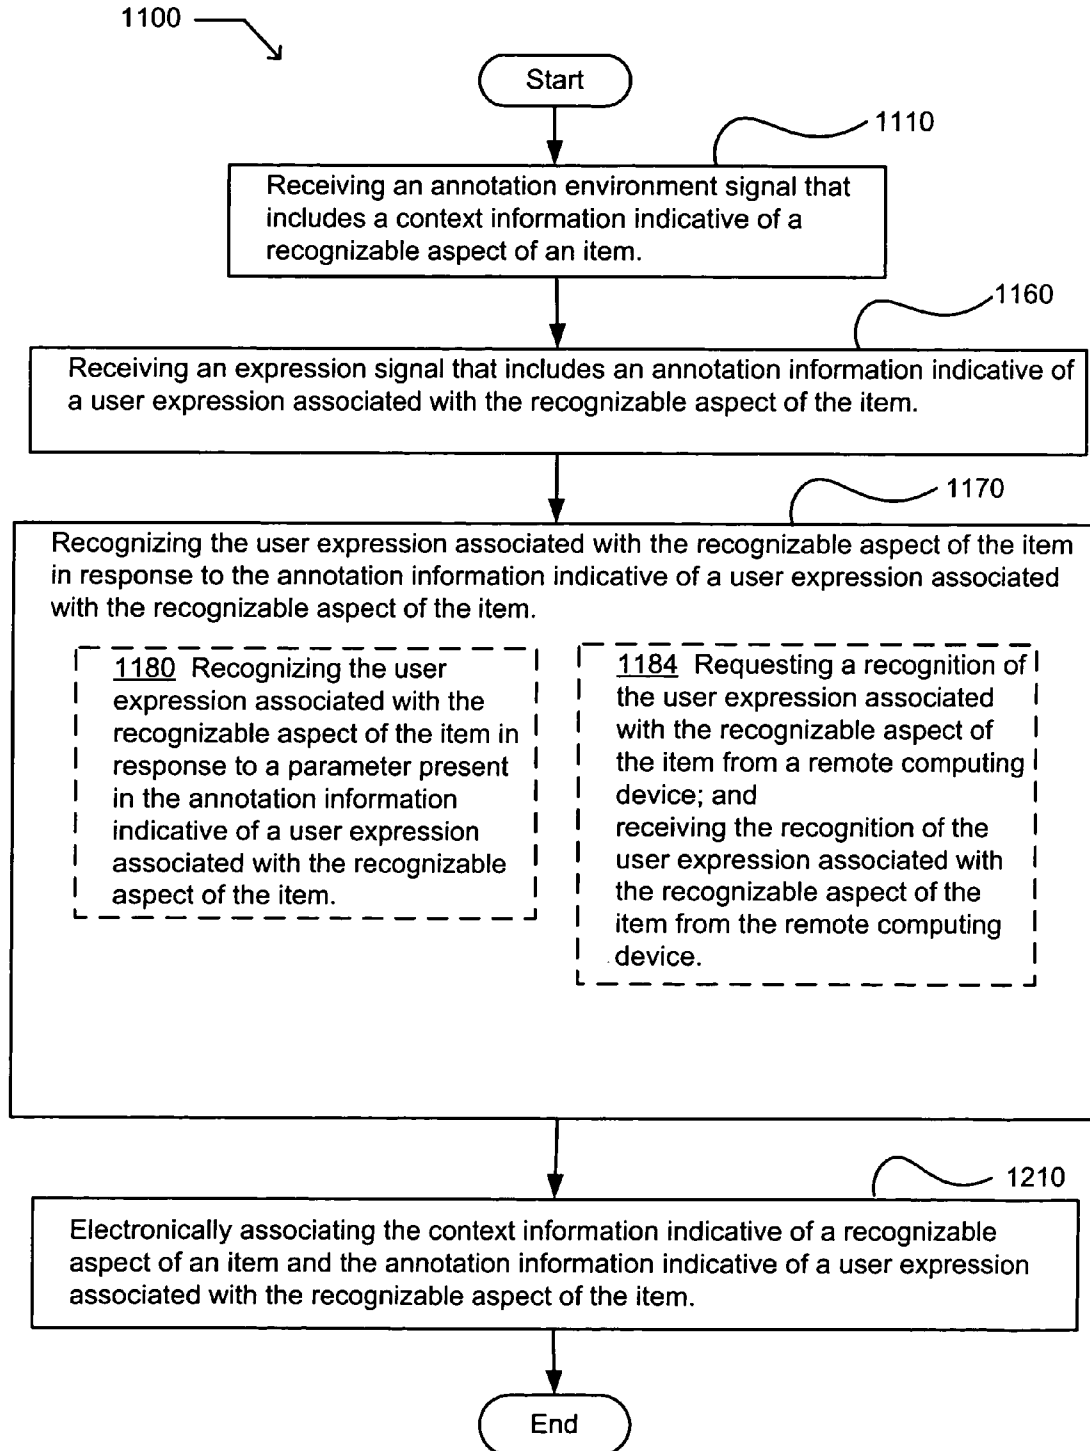 1100
Start
1110
Receiving an annotation environment signal that
includes a context information indicative of a
recognizable aspect of an item.
1160
Receiving an expression signal that includes an annotation information indicative of
a user expression associated with the recognizable aspect of the item.
1170
Recognizing the user expression associated with the recognizable aspect of the item
in response to the annotation information indicative of a user expression associated
with the recognizable aspect of the item.
1180 Recognizing the user
expression associated with the
recognizable aspect of the item in
response to a parameter present
in the annotation information
indicative of a user expression
associated with the recognizable
aspect of the item.
1184 Requesting a recognition of
the user expression associated
with the recognizable aspect of
the item from a remote computing
device; and
receiving the recognition of the
user expression associated with
the recognizable aspect of the
item from the remote computing
device.
1210
Electronically associating the context information indicative of a recognizable
aspect of an item and the annotation information indicative of a user expression
associated with the recognizable aspect of the item.
End